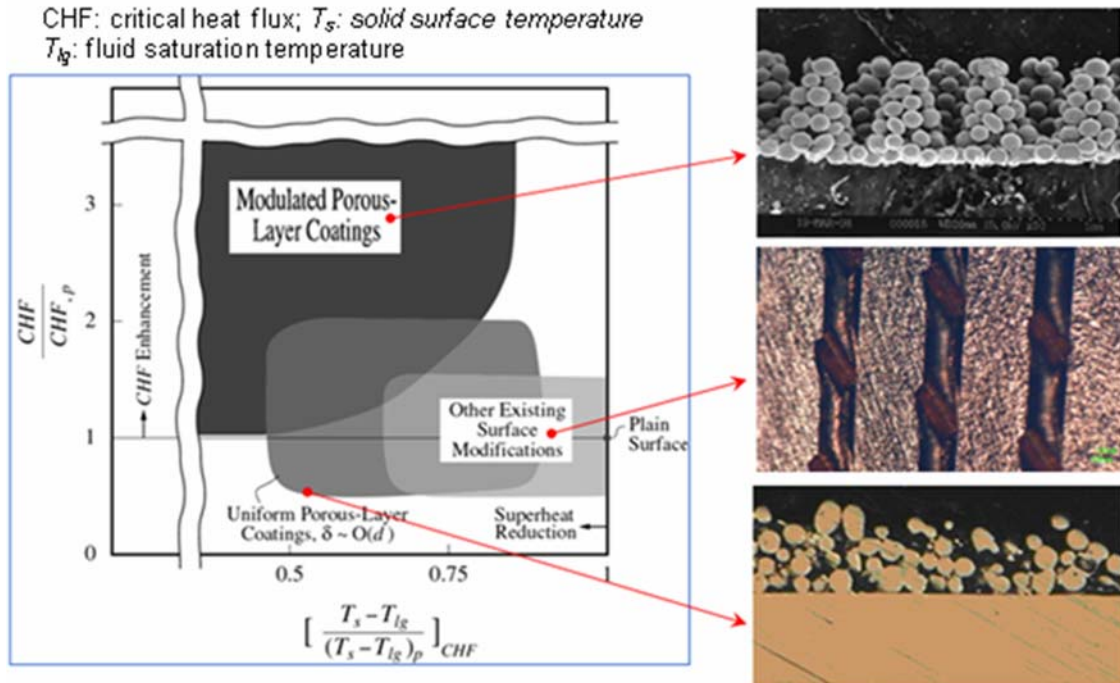 CHF: critical heat flux; Ts: solid surface temperature
Tlg: fluid saturation temperature
3
2
1
0
CHF
CHF,p
CHF Enhancement
Modulated Porous-
Layer Coatings
Other Existing
Surface
Modifications
Plain
Surface
Uniform Porous-Layer
Coatings, δ ~ O(d)
Superheat
Reduction
0.5
0.75
1
[ Ts – Tlg
(Ts – Tlg)p ]CHF